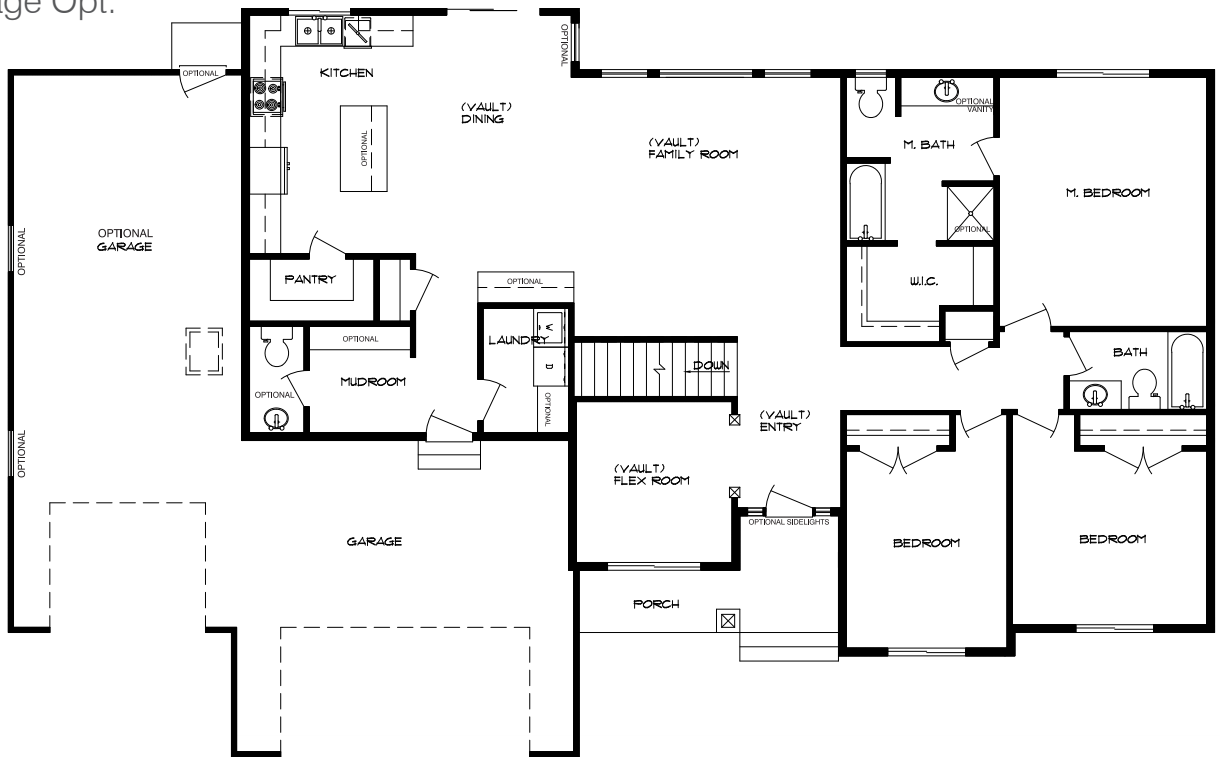 age Opt.
OPTIONAL
OPTIONAL
KITCHEN
(VAULT)
DINING
OPTIONAL
(VAULT)
FAMILY ROOM
OPTIONAL
VANITY
M. BATH
OPTIONAL
M. BEDROOM
OPTIONAL
GARAGE
OPTIONAL
OPTIONAL
PANTRY
OPTIONAL
W.I.C.
OPTIONAL
LAUNDRY
W
D
OPTIONAL
MUDROOM
OPTIONAL
DOWN
BATH
(VAULT)
ENTRY
OPTIONAL
(VAULT)
FLEX ROOM
OPTIONAL SIDELIGHTS
GARAGE
BEDROOM
BEDROOM
PORCH